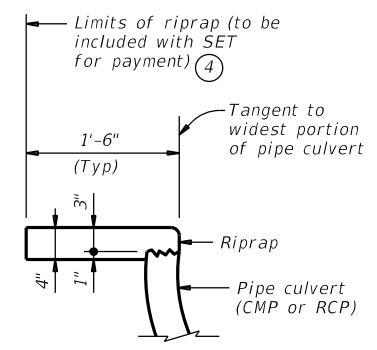 Limits of riprap (to be
included with SET
for payment) 4
Tangent to
widest portion
of pipe culvert
1'-6"
(Typ)
3"
Riprap
4"
1"
Pipe culvert
(CMP or RCP)